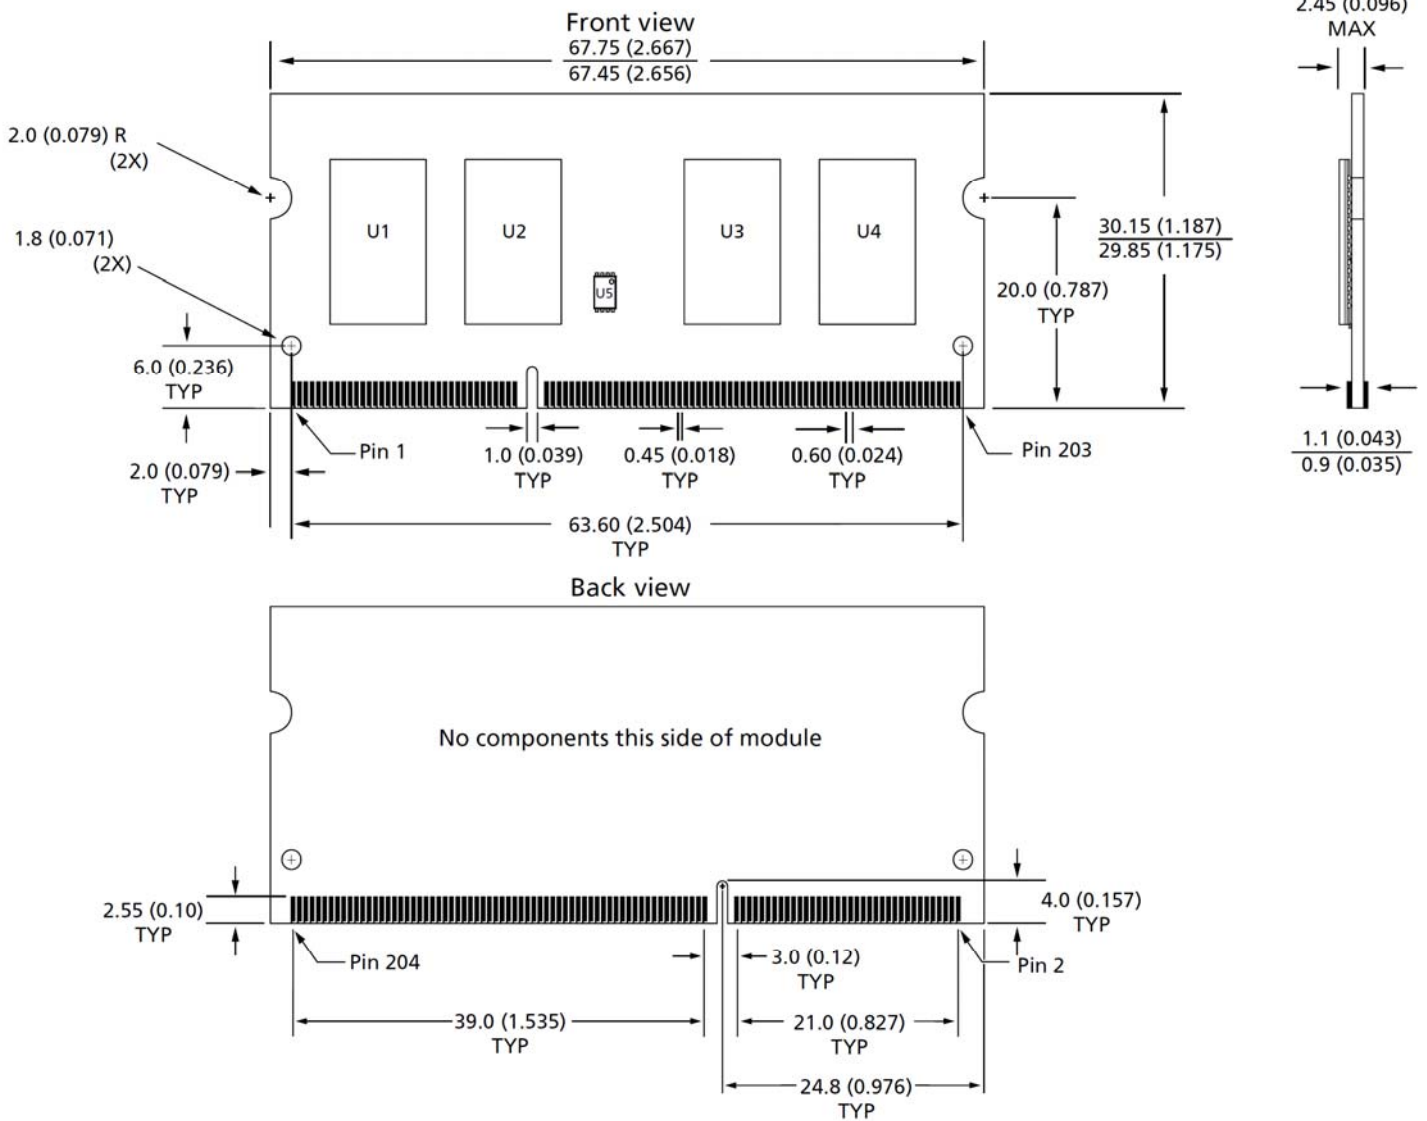 Front view
67.75 (2.667)
67.45 (2.656)
2.45 (0.096)
MAX
2.0 (0.079) R
(2X)
1.8 (0.071)
(2X)
U1
U2
U3
U4
U5
30.15 (1.187)
29.85 (1.175)
20.0 (0.787)
TYP
6.0 (0.236)
TYP
2.0 (0.079)
TYP
Pin 1
1.0 (0.039)
TYP
0.45 (0.018)
TYP
0.60 (0.024)
TYP
Pin 203
1.1 (0.043)
0.9 (0.035)
63.60 (2.504)
TYP
Back view
No components this side of module
2.55 (0.10)
TYP
4.0 (0.157)
TYP
Pin 204
3.0 (0.12)
TYP
Pin 2
39.0 (1.535)
TYP
21.0 (0.827)
TYP
24.8 (0.976)
TYP